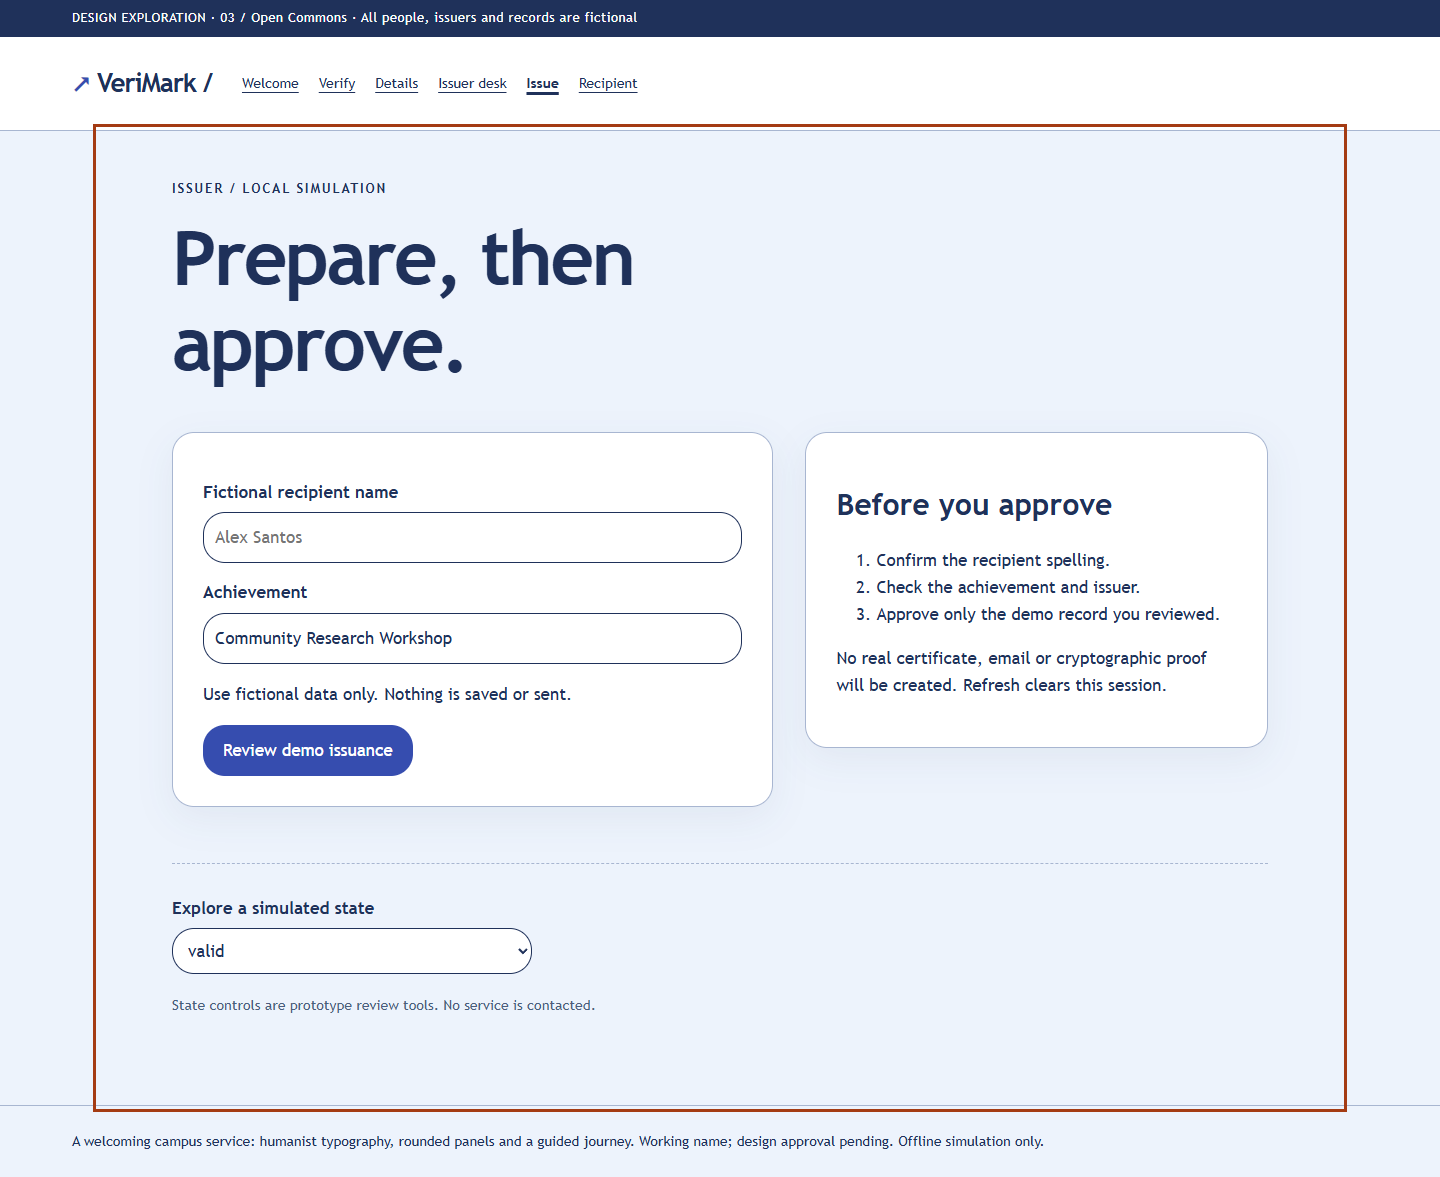 DESIGN EXPLORATION · 03 / Open Commons · All people, issuers and records are fictional
↗ VeriMark /
Welcome Verify Details Issuer desk Issue Recipient
ISSUER / LOCAL SIMULATION
Prepare, then
approve.
Fictional recipient name
Alex Santos
Achievement
Community Research Workshop
Use fictional data only. Nothing is saved or sent.
Review demo issuance
Before you approve
1. Confirm the recipient spelling.
2. Check the achievement and issuer.
3. Approve only the demo record you reviewed.
No real certificate, email or cryptographic proof
will be created. Refresh clears this session.
Explore a simulated state
valid
State controls are prototype review tools. No service is contacted.
A welcoming campus service: humanist typography, rounded panels and a guided journey. Working name; design approval pending. Offline simulation only.